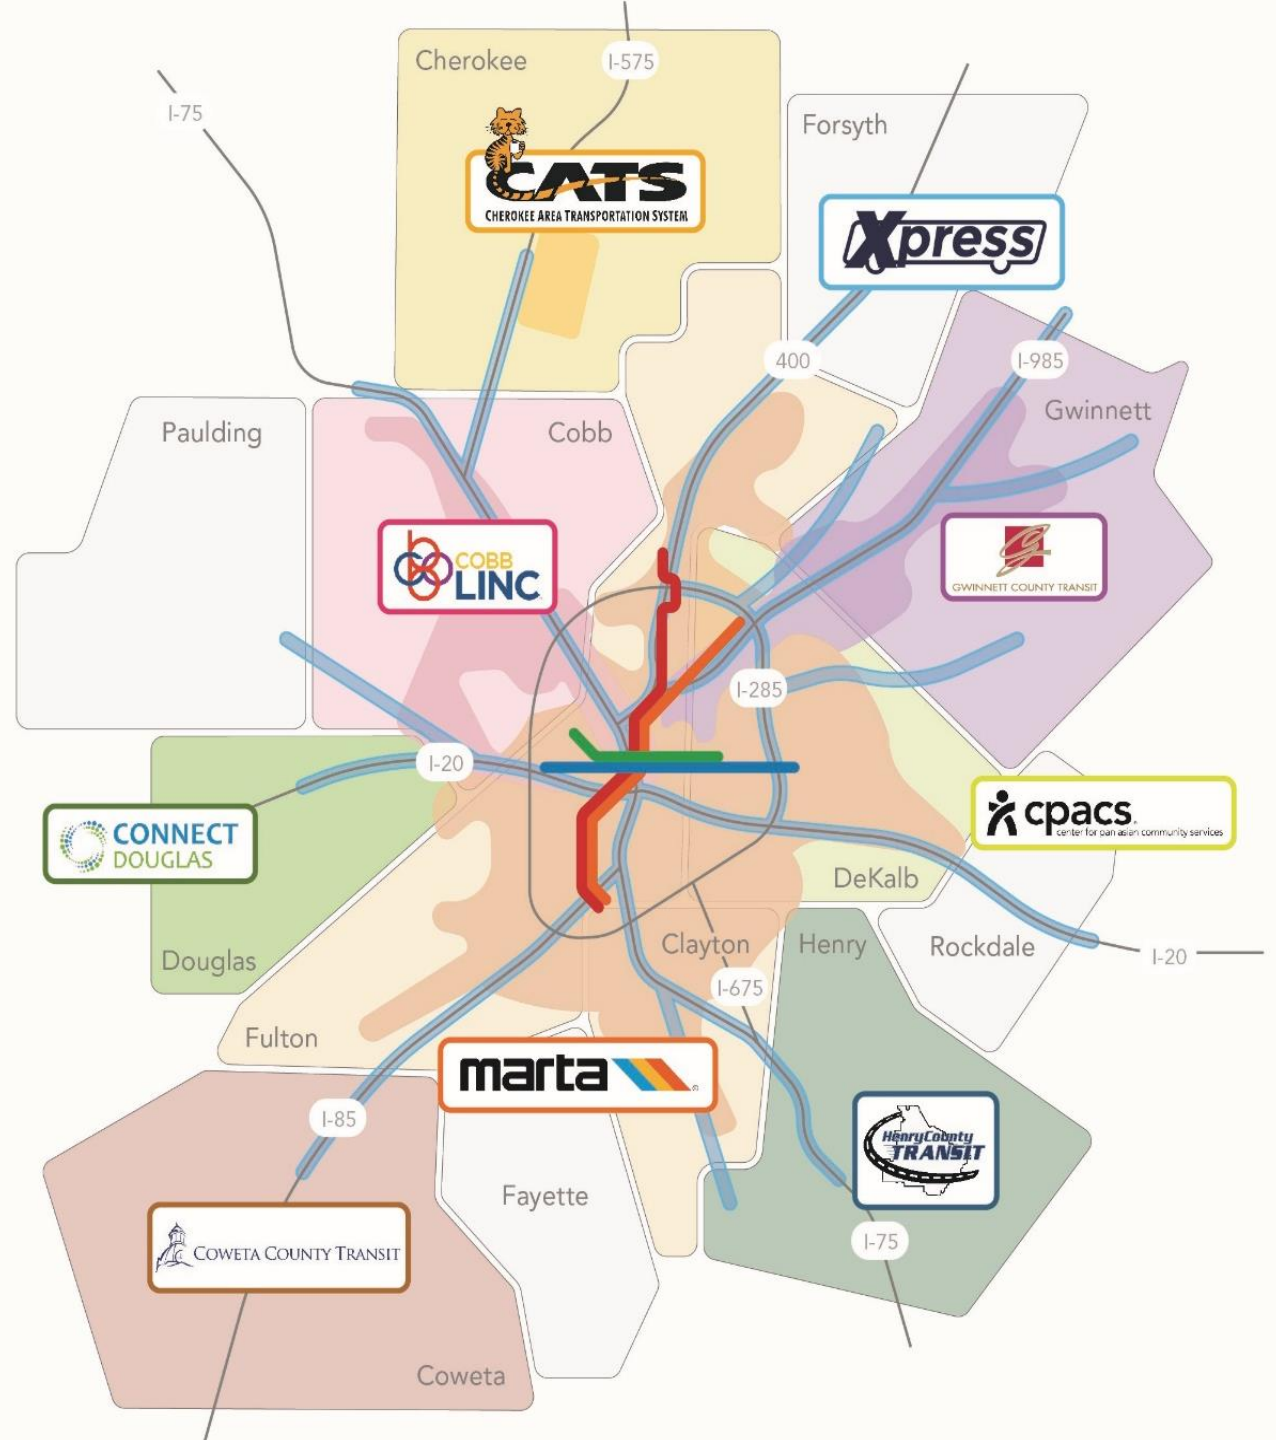 Cherokee
I-575
I-75
Forsyth
CATS
CHEROKEE AREA TRANSPORTATION SYSTEM
Xpress
400
I-985
Gwinnett
Paulding
Cobb
COBB
LINC
GWINNETT COUNTY TRANSIT
I-285
I-20
CONNECT
DOUGLAS
cpacs
center for pan asian community services
DeKalb
Douglas
Clayton
Henry
Rockdale
I-20
I-675
Fulton
marta
I-85
HenryCounty
TRANSIT
Fayette
COWETA COUNTY TRANSIT
I-75
Coweta